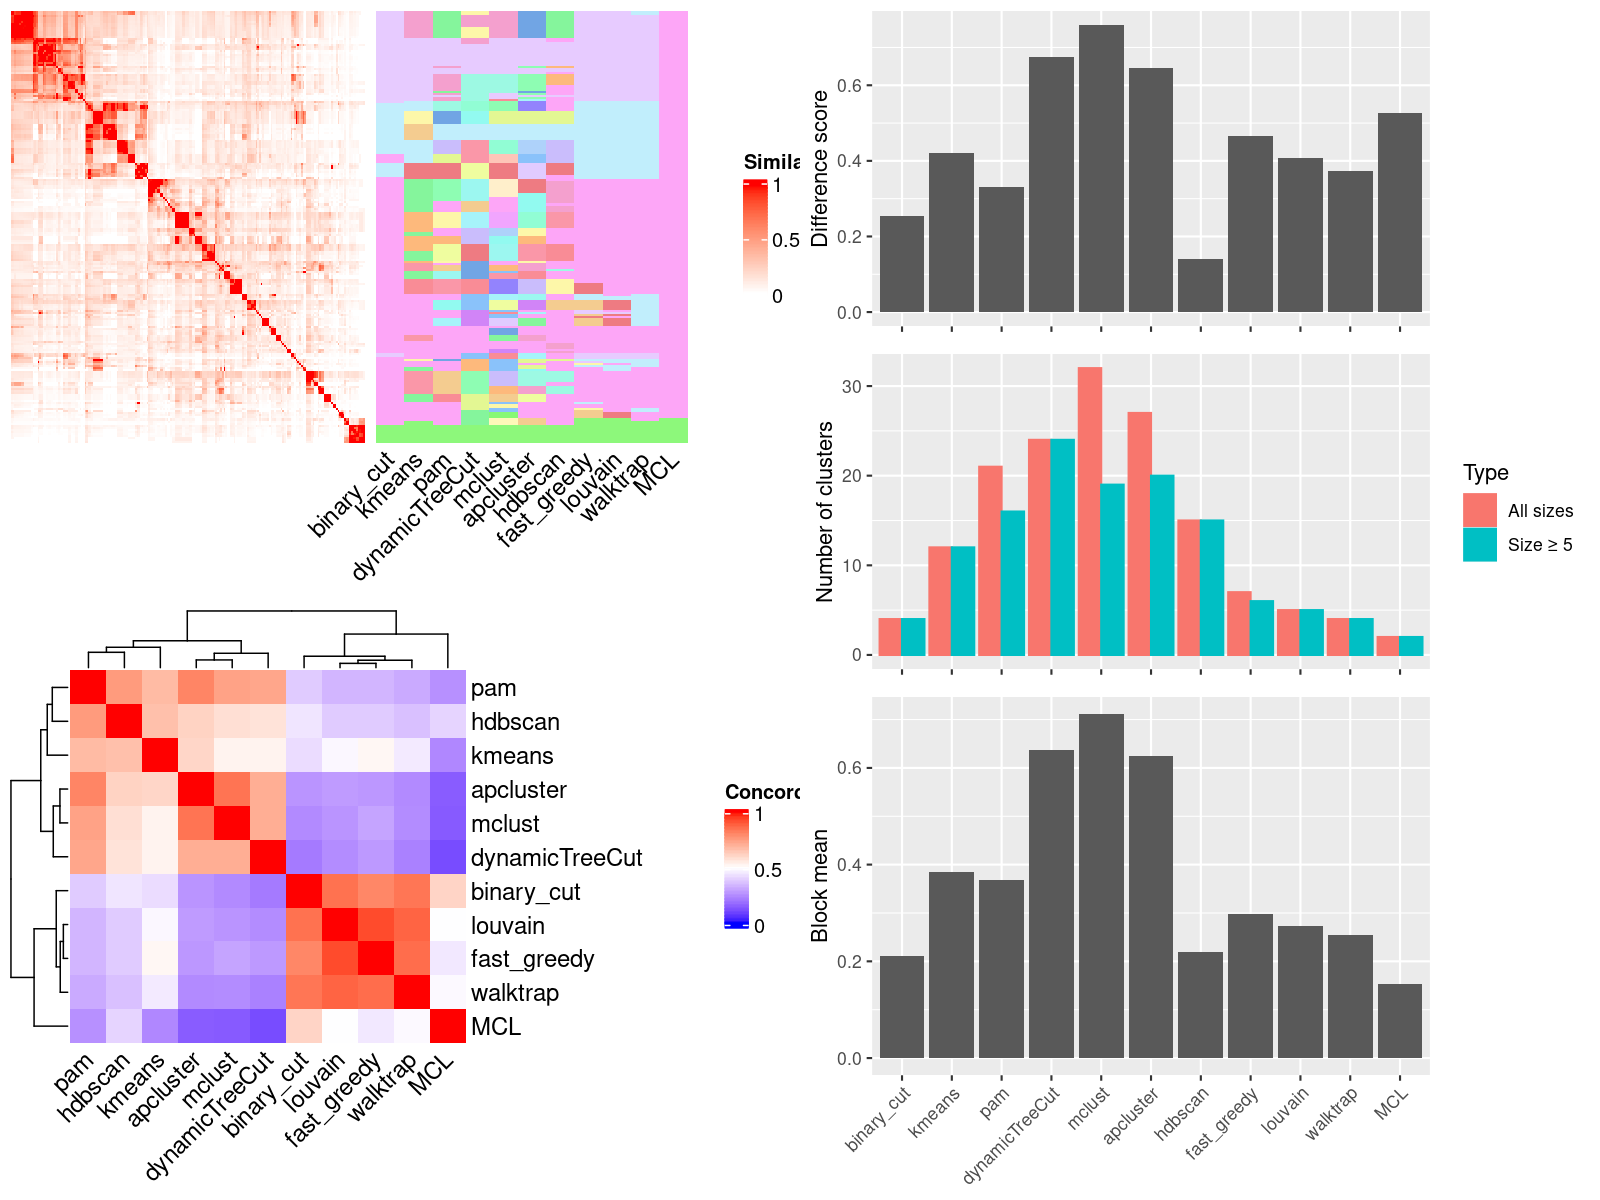 Simila
1
0.5
0
binary_cut
kmeans
pam
dynamicTreeCut
mclust
apcluster
hdbscan
fast_greedy
louvain
walktrap
MCL
Difference score
0.6
0.4
0.2
0.0
Number of clusters
30
20
10
0
Type
All sizes
Size ≥ 5
pam
hdbscan
kmeans
apcluster
mclust
dynamicTreeCut
binary_cut
louvain
fast_greedy
walktrap
MCL
pam
hdbscan
kmeans
apcluster
mclust
dynamicTreeCut
binary_cut
louvain
fast_greedy
walktrap
MCL
Concord
1
0.5
0
Block mean
0.6
0.4
0.2
0.0
binary_cut
kmeans
pam
dynamicTreeCut
mclust
apcluster
hdbscan
fast_greedy
louvain
walktrap
MCL